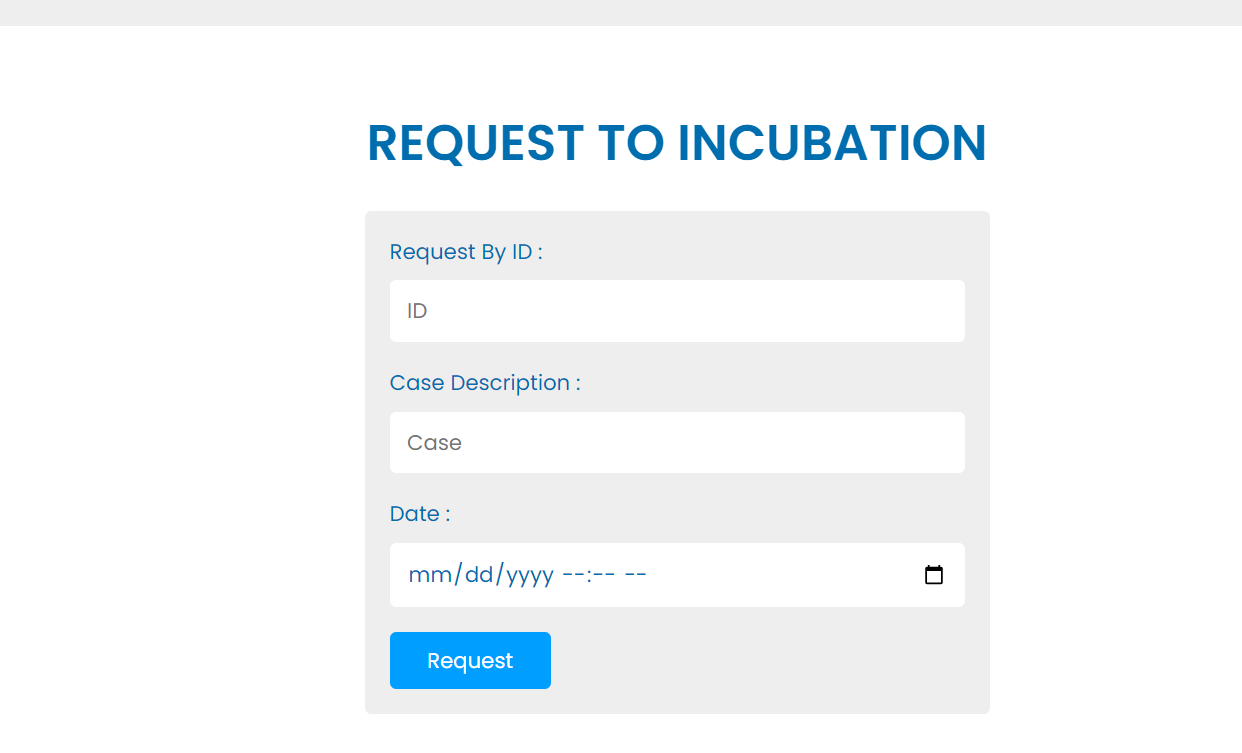 REQUEST TO INCUBATION
Request By ID :
ID
Case Description :
Case
Date :
mm/dd/yyyy --:-- --
Request